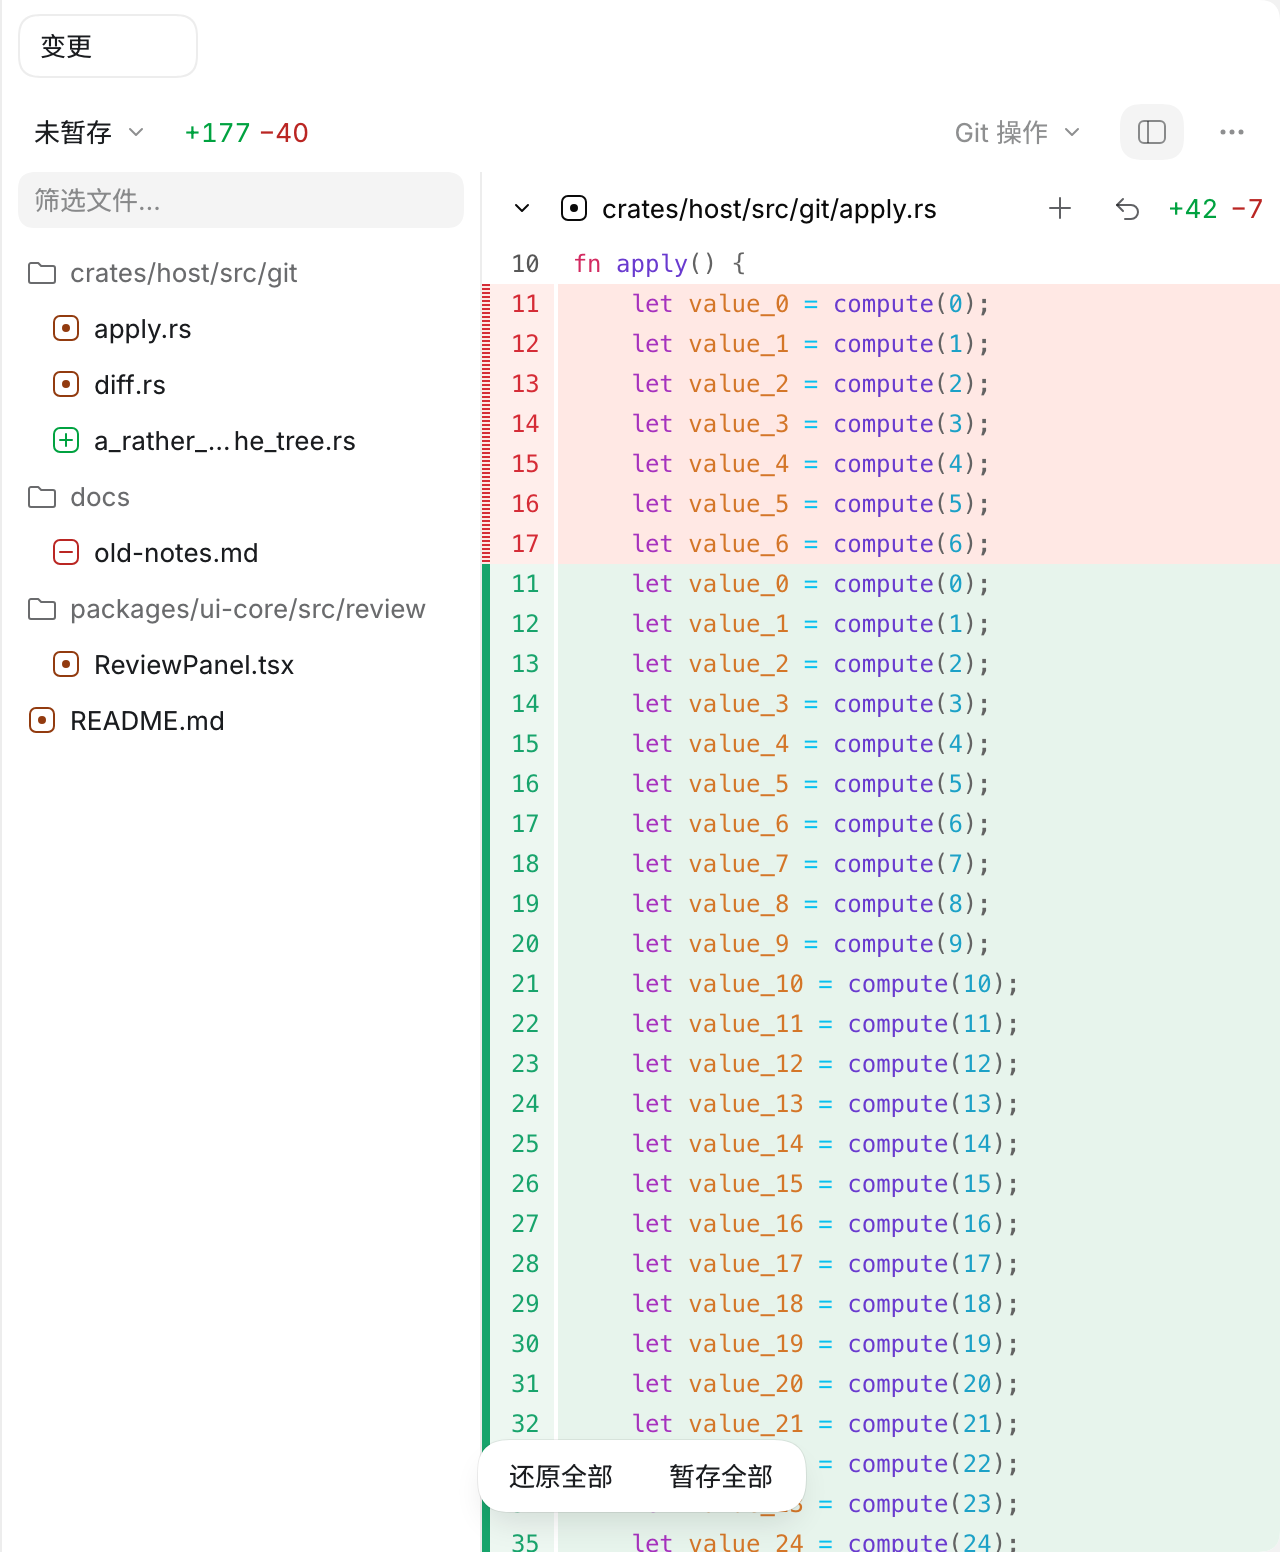 变更
未暂存 +177 −40
Git 操作
筛选文件...
crates/host/src/git
apply.rs
diff.rs
a_rather_...he_tree.rs
docs
old-notes.md
packages/ui-core/src/review
ReviewPanel.tsx
README.md
crates/host/src/git/apply.rs +42 −7
10 fn apply() {
11 let value_0 = compute(0);
12 let value_1 = compute(1);
13 let value_2 = compute(2);
14 let value_3 = compute(3);
15 let value_4 = compute(4);
16 let value_5 = compute(5);
17 let value_6 = compute(6);
11 let value_0 = compute(0);
12 let value_1 = compute(1);
13 let value_2 = compute(2);
14 let value_3 = compute(3);
15 let value_4 = compute(4);
16 let value_5 = compute(5);
17 let value_6 = compute(6);
18 let value_7 = compute(7);
19 let value_8 = compute(8);
20 let value_9 = compute(9);
21 let value_10 = compute(10);
22 let value_11 = compute(11);
23 let value_12 = compute(12);
24 let value_13 = compute(13);
25 let value_14 = compute(14);
26 let value_15 = compute(15);
27 let value_16 = compute(16);
28 let value_17 = compute(17);
29 let value_18 = compute(18);
30 let value_19 = compute(19);
31 let value_20 = compute(20);
32 let value_21 = compute(21);
= compute(22);
= compute(23);
35 let value_24 = compute(24);
还原全部 暂存全部